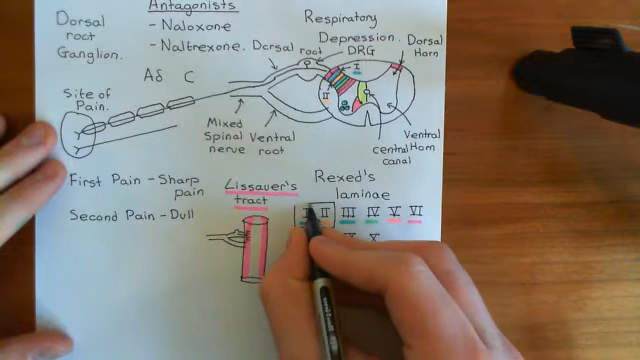 Antagonists
- Naloxone
- Naltrexone.
Dorsal
root
Ganglion.
Respiratory
Depression.
Dorsal root
DRG
Dorsal
Horn
Aδ C
I
II
Site of
Pain.
Mixed
Spinal
nerve
Ventral
root
Central
canal
Ventral
Horn
First Pain - Sharp
pain
Second Pain - Dull
Lissauer's
tract
Rexed's
laminae
I II III IV V VI
X